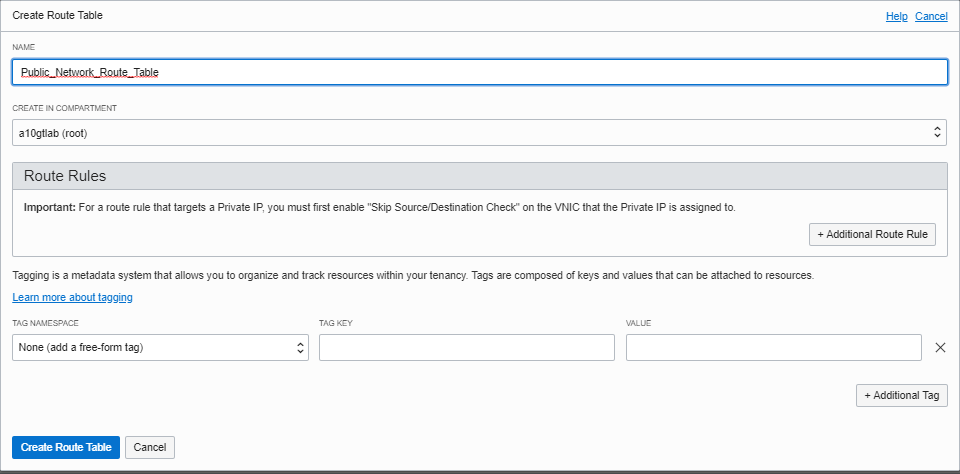 Create Route Table
Help Cancel
NAME
Public_Network_Route_Table
CREATE IN COMPARTMENT
a10gtlab (root)
Route Rules
Important: For a route rule that targets a Private IP, you must first enable "Skip Source/Destination Check" on the VNIC that the Private IP is assigned to.
+ Additional Route Rule
Tagging is a metadata system that allows you to organize and track resources within your tenancy. Tags are composed of keys and values that can be attached to resources.
Learn more about tagging
TAG NAMESPACE TAG KEY VALUE
None (add a free-form tag)
+ Additional Tag
Create Route Table Cancel